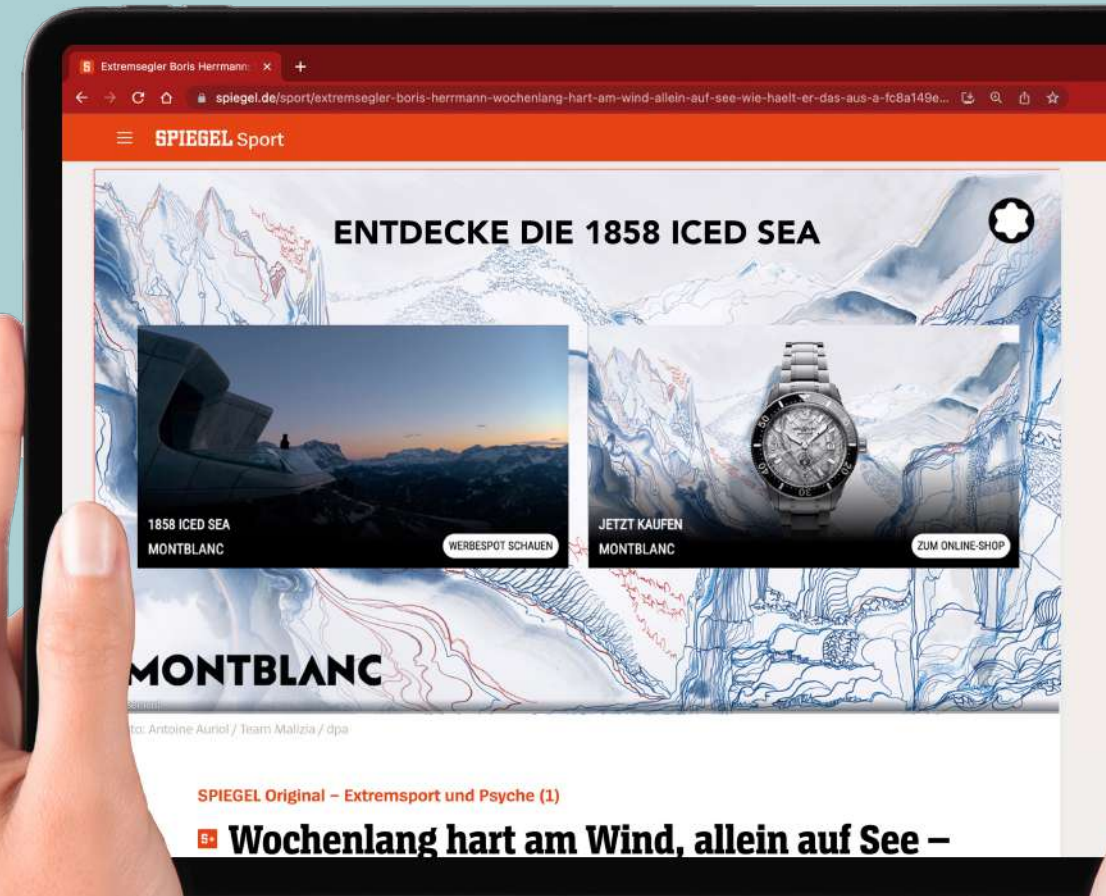 Extremsegler Boris Herrmann:
spiegel.de/sport/extremsegler-boris-herrmann-wochenlang-hart-am-wind-allein-auf-see-wie-haelt-er-das-aus-a-fc8a149e...
SPIEGEL Sport
ENTDECKE DIE 1858 ICED SEA
1858 ICED SEA
MONTBLANC
WERBESPOT SCHAUEN
JETZT KAUFEN
MONTBLANC
ZUM ONLINE-SHOP
MONTBLANC
Antoine Auriol / Team Malizia / dpa
SPIEGEL Original – Extremsport und Psyche (1)
S+ Wochenlang hart am Wind, allein auf See –